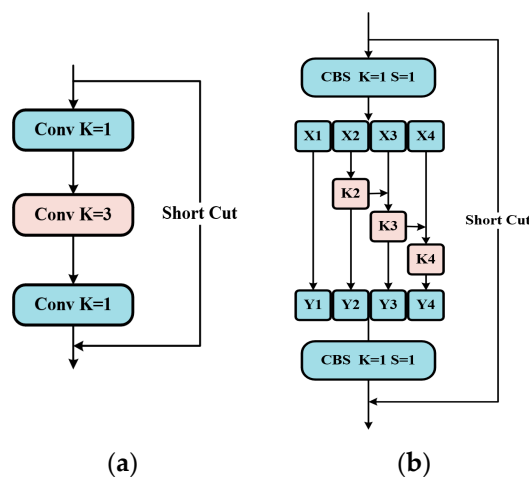 Conv K=1
Conv K=3
Short Cut
Conv K=1
(a)
CBS K=1 S=1
X1 X2 X3 X4
K2
K3
Short Cut
K4
Y1 Y2 Y3 Y4
CBS K=1 S=1
(b)